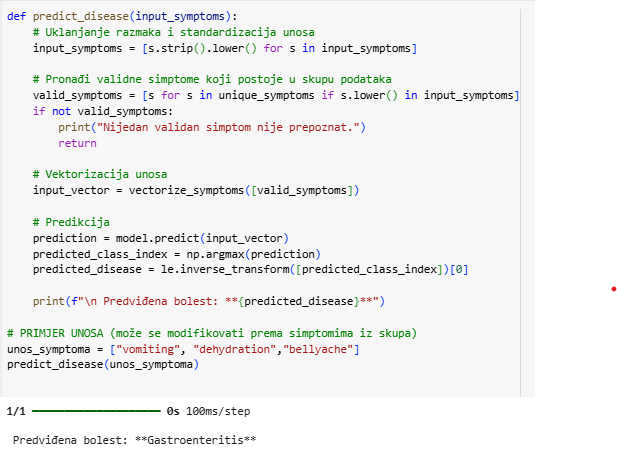 def predict_disease(input_symptoms):
    # Uklanjanje razmaka i standardizacija unosa
    input_symptoms = [s.strip().lower() for s in input_symptoms]
    # Pronađi validne simptome koji postoje u skupu podataka
    valid_symptoms = [s for s in unique_symptoms if s.lower() in input_symptoms]
    if not valid_symptoms:
        print("Nijedan validan simptom nije prepoznat.")
        return
    # Vektorizacija unosa
    input_vector = vectorize_symptoms([valid_symptoms])
    # Predikcija
    prediction = model.predict(input_vector)
    predicted_class_index = np.argmax(prediction)
    predicted_disease = le.inverse_transform([predicted_class_index])[0]
    print(f"\n Predviđena bolest: **{predicted_disease}**")
# PRIMJER UNOSA (može se modifikovati prema simptomima iz skupa)
unos_symptoma = ["vomiting", "dehydration","bellyache"]
predict_disease(unos_symptoma)
1/1 ━━━━━━━━━━━━━━━━━━━━ 0s 100ms/step
 Predviđena bolest: **Gastroenteritis**